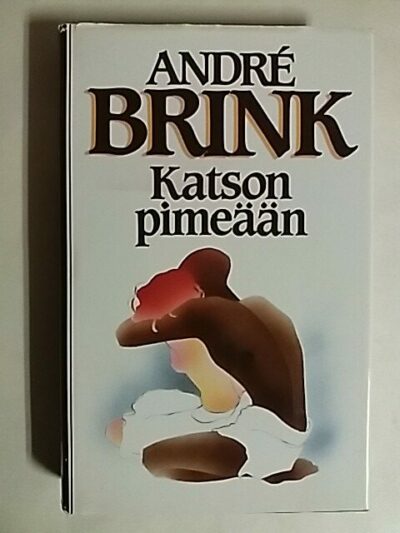 ANDRÉ
BRINK
Katson
pimeään